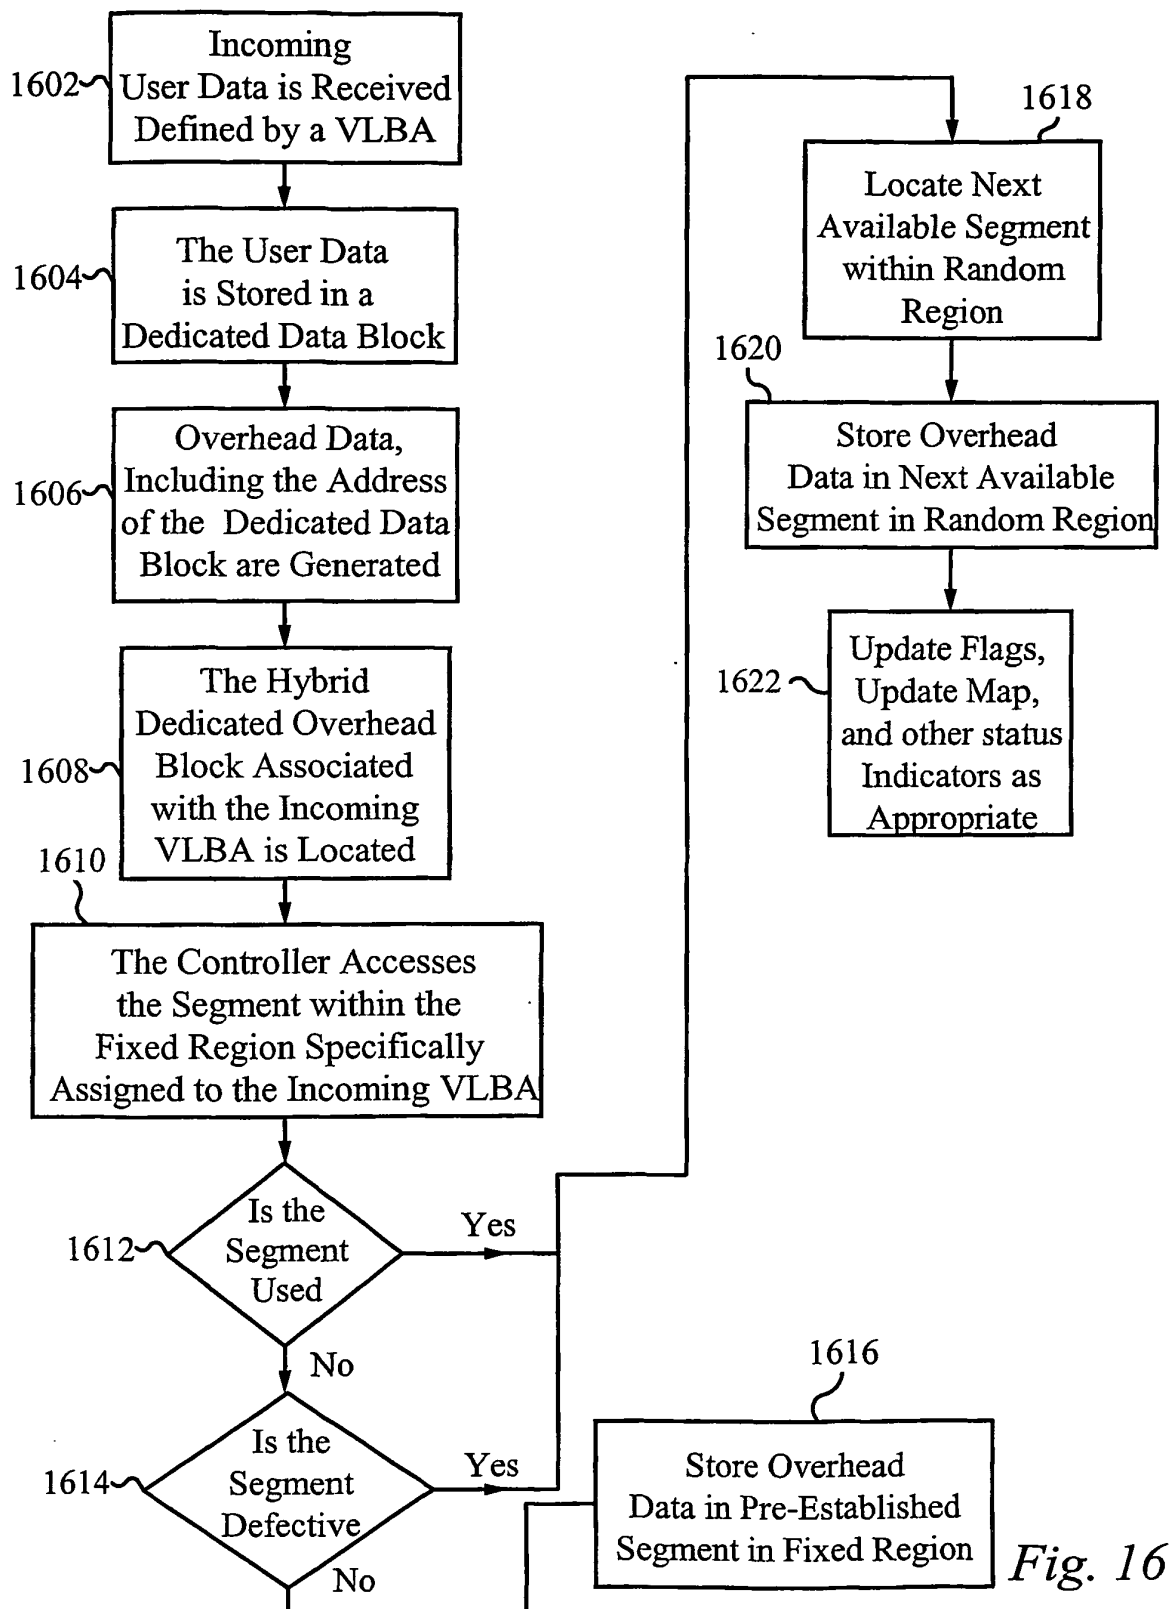 1602
Incoming
User Data is Received
Defined by a VLBA
1604
The User Data
is Stored in a
Dedicated Data Block
1606
Overhead Data,
Including the Address
of the Dedicated Data
Block are Generated
1608
The Hybrid
Dedicated Overhead
Block Associated
with the Incoming
VLBA is Located
1610
The Controller Accesses
the Segment within the
Fixed Region Specifically
Assigned to the Incoming VLBA
1612
Is the
Segment
Used
Yes
No
1614
Is the
Segment
Defective
Yes
No
1616
Store Overhead
Data in Pre-Established
Segment in Fixed Region
1618
Locate Next
Available Segment
within Random
Region
1620
Store Overhead
Data in Next Available
Segment in Random Region
1622
Update Flags,
Update Map,
and other status
Indicators as
Appropriate
Fig. 16